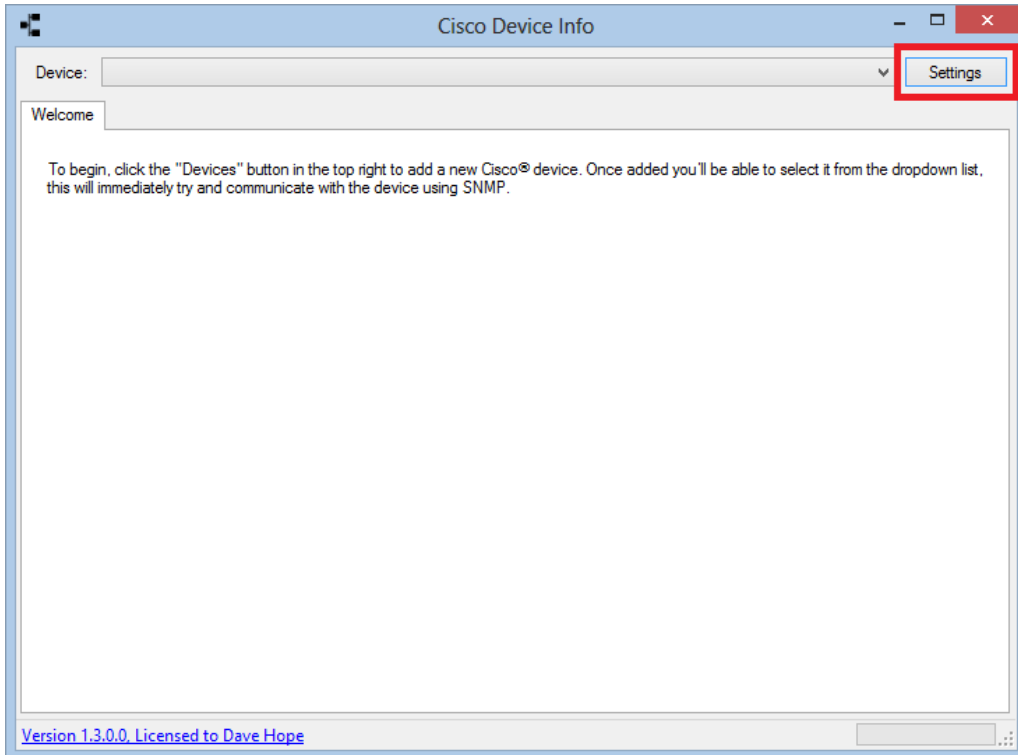 Cisco Device Info
Device:
Settings
Welcome
To begin, click the "Devices" button in the top right to add a new Cisco® device. Once added you'll be able to select it from the dropdown list,
this will immediately try and communicate with the device using SNMP.
Version 1.3.0.0, Licensed to Dave Hope